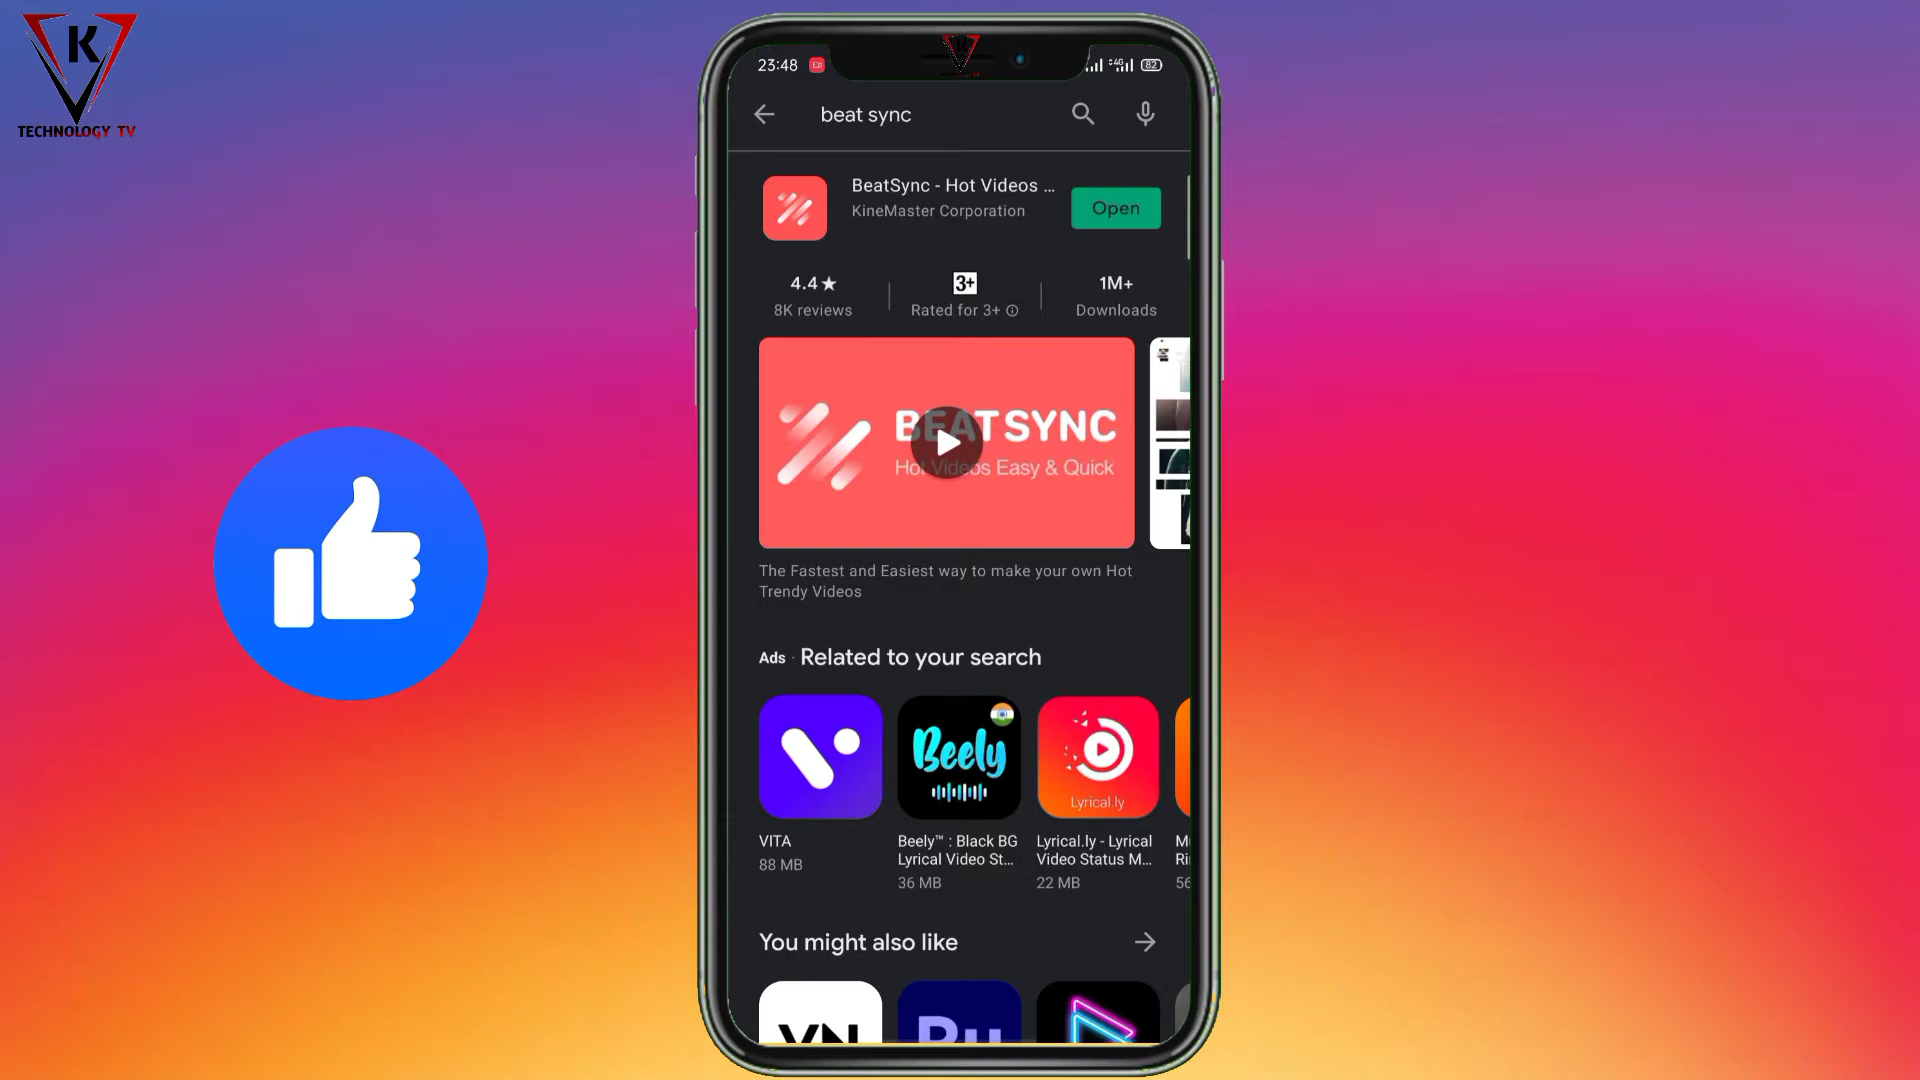 K
TECHNOLOGY TV
23:48
4G
82
beat sync
BeatSync - Hot Videos ...
KineMaster Corporation
Open
4.4★
3+
1M+
8K reviews
Rated for 3+
Downloads
BEAT SYNC
Hot Videos Easy & Quick
The Fastest and Easiest way to make your own Hot
Trendy Videos
Ads · Related to your search
Beely
Lyrical.ly
VITA
88 MB
Beely™ : Black BG
Lyrical Video St...
36 MB
Lyrical.ly - Lyrical
Video Status M...
22 MB
You might also like
VN